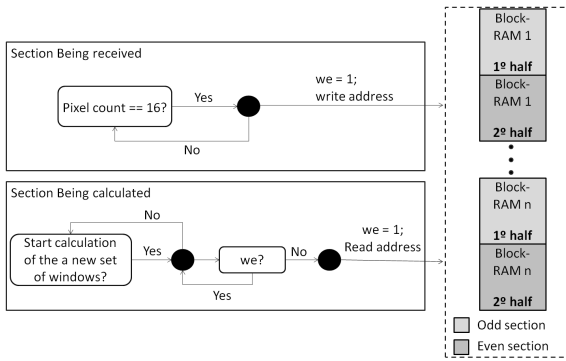 Section Being received
Pixel count == 16?
Yes
No
we = 1;
write address
Section Being calculated
No
Start calculation
of the a new set
of windows?
Yes
we?
No
Yes
we = 1;
Read address
Block-
RAM 1
1º half
Block-
RAM 1
2º half
Block-
RAM n
1º half
Block-
RAM n
2º half
Odd section
Even section